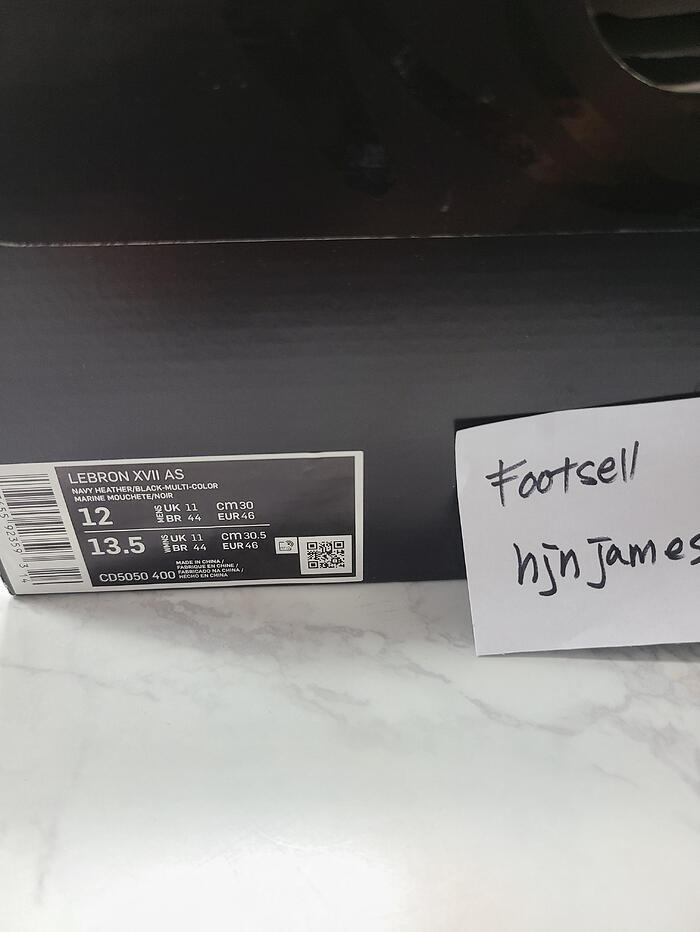 LEBRON XVII AS
NAVY HEATHER/BLACK-MULTI-COLOR
MARINE MOUCHETE/NOIR
12 MENS UK 11 CM 30
BR 44 EUR 46
13.5 WMNS UK 11 CM 30.5
BR 44 EUR 46
MADE IN CHINA /
FABRIQUE EN CHINE /
FABRICADO NA CHINA /
CD5050 400 HECHO EN CHINA
Footsell
hjnjames